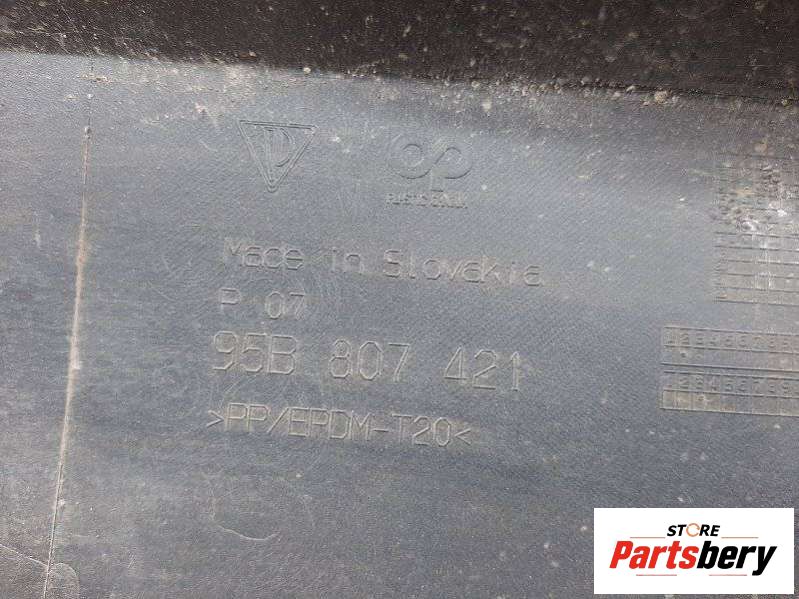 Made in Slovakia
P 07
95B 807 421
>PP/EPDM-T20<
STORE
Partsbery